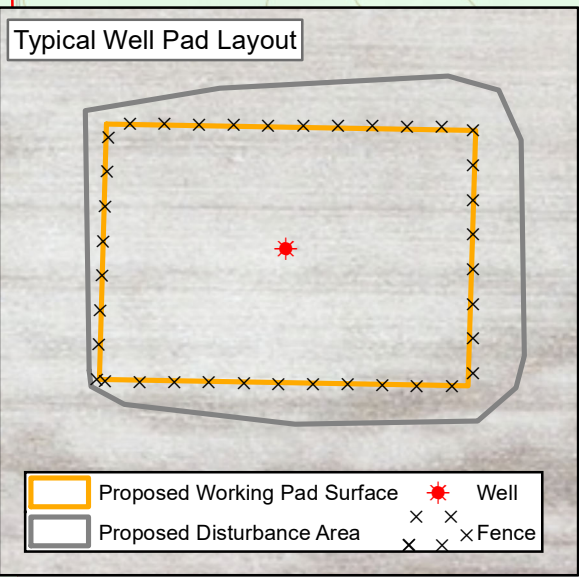 Typical Well Pad Layout
Proposed Working Pad Surface
Well
Proposed Disturbance Area
Fence